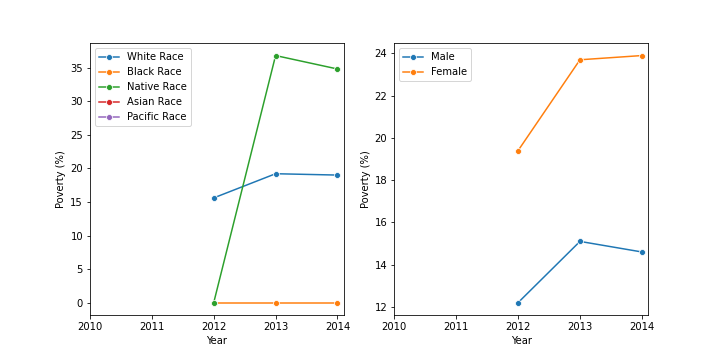 White Race
Black Race
Native Race
Asian Race
Pacific Race
35
30
25
20
15
10
5
0
Poverty (%)
2010 2011 2012 2013 2014
Year
Male
Female
24
22
20
18
16
14
12
Poverty (%)
2010 2011 2012 2013 2014
Year